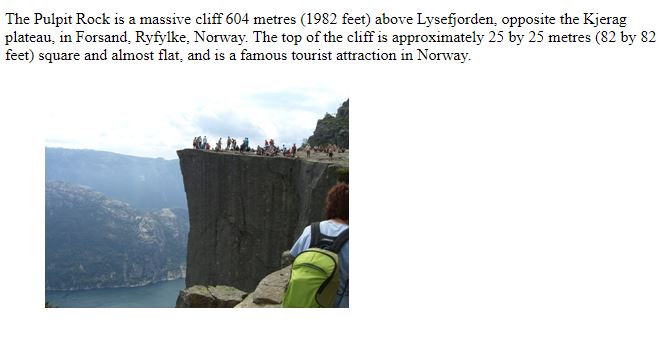 The Pulpit Rock is a massive cliff 604 metres (1982 feet) above Lysefjorden, opposite the Kjerag
plateau, in Forsand, Ryfylke, Norway. The top of the cliff is approximately 25 by 25 metres (82 by 82
feet) square and almost flat, and is a famous tourist attraction in Norway.